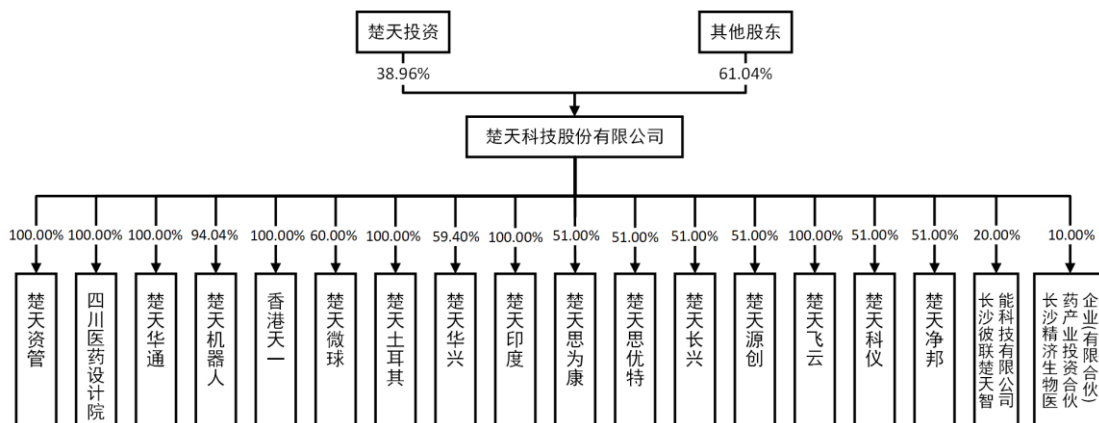 楚天投资
其他股东
38.96%
61.04%
楚天科技股份有限公司
100.00%
100.00%
100.00%
94.04%
100.00%
60.00%
100.00%
59.40%
100.00%
51.00%
51.00%
51.00%
51.00%
100.00%
51.00%
51.00%
20.00%
10.00%
楚天资管
四川医药设计院
楚天华通
楚天机器人
香港天一
楚天微球
楚天土耳其
楚天华兴
楚天印度
楚天思为康
楚天思优特
楚天长兴
楚天源创
楚天飞云
楚天科仪
楚天净邦
长沙彼联楚天智
能科技有限公司
长沙精济生物医
药产业投资合伙
企业(有限合伙)